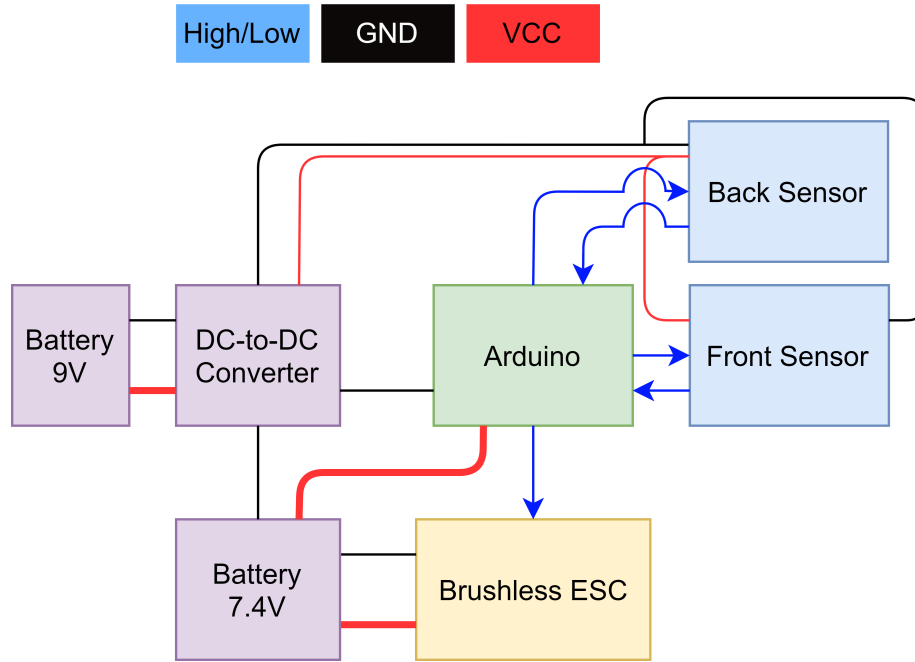 High/Low
GND
VCC
Back Sensor
Battery
9V
DC-to-DC
Converter
Arduino
Front Sensor
Battery
7.4V
Brushless ESC